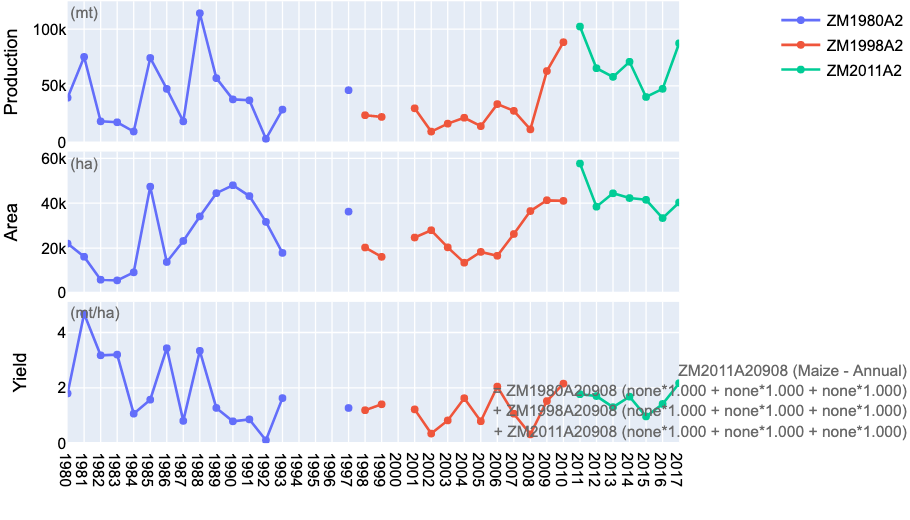 (mt)
Production
100k
50k
0
ZM1980A2
ZM1998A2
ZM2011A2
(ha)
Area
60k
40k
20k
0
(mt/ha)
Yield
4
2
0
ZM2011A20908 (Maize - Annual)
= ZM1980A20908 (none*1.000 + none*1.000 + none*1.000)
+ ZM1998A20908 (none*1.000 + none*1.000 + none*1.000)
+ ZM2011A20908 (none*1.000 + none*1.000 + none*1.000)
1980 1981 1982 1983 1984 1985 1986 1987 1988 1989 1990 1991 1992 1993 1994 1995 1996 1997 1998 1999 2000 2001 2002 2003 2004 2005 2006 2007 2008 2009 2010 2011 2012 2013 2014 2015 2016 2017